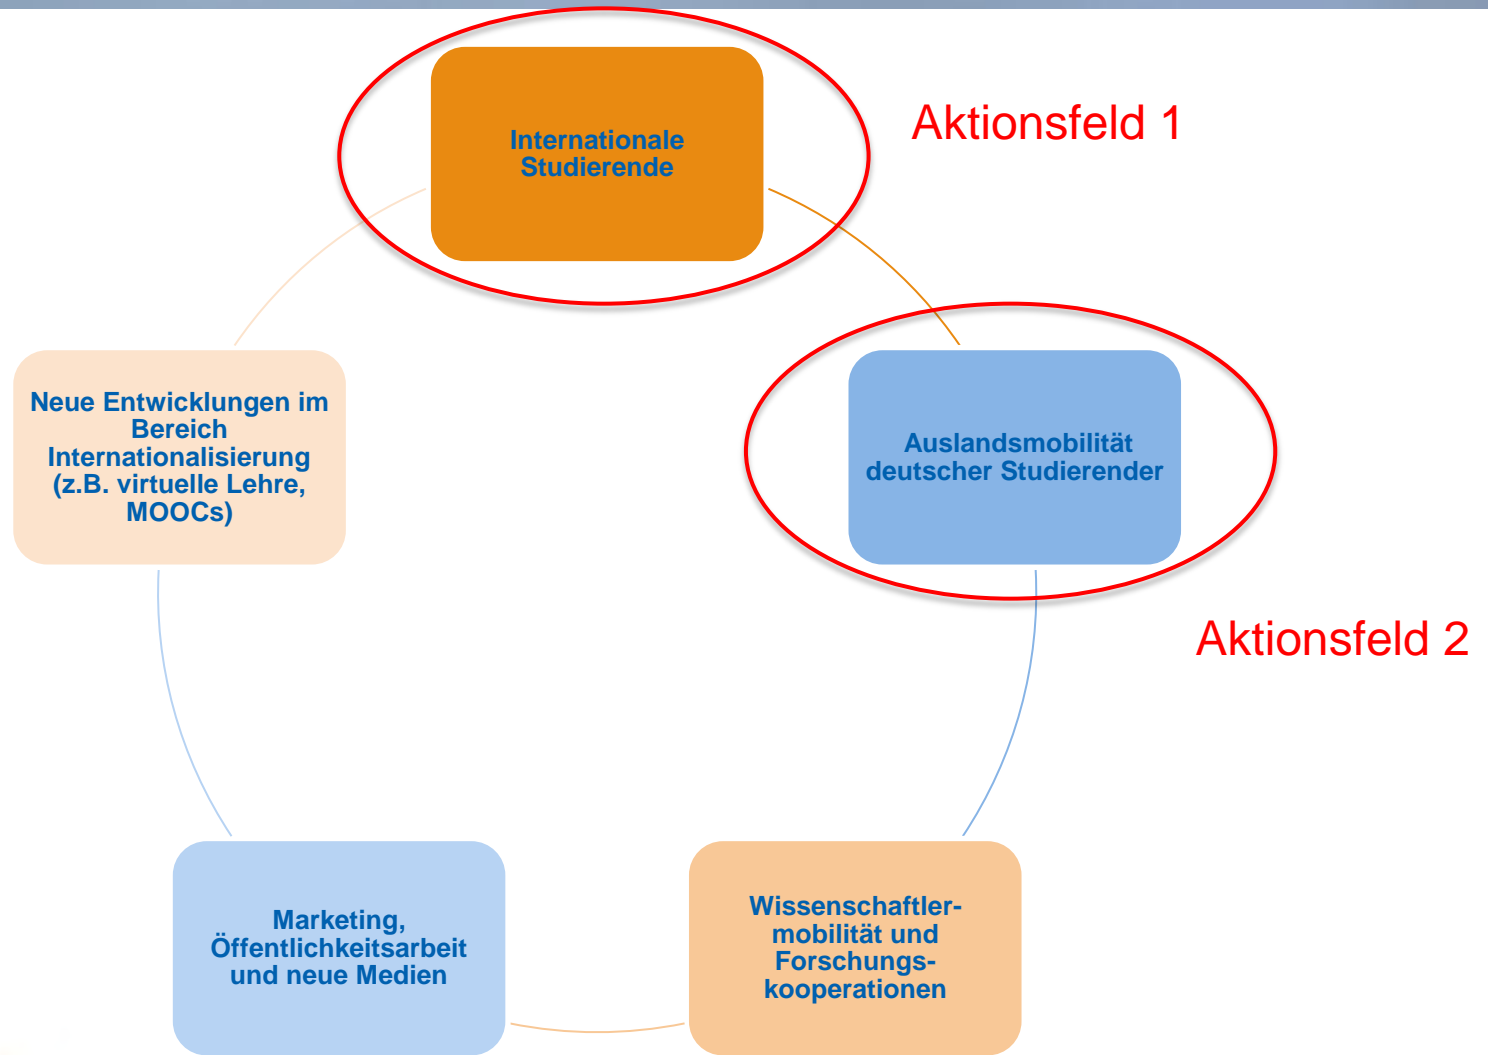 Internationale
Studierende
Aktionsfeld 1
Neue Entwicklungen im
Bereich
Internationalisierung
(z.B. virtuelle Lehre,
MOOCs)
Auslandsmobilität
deutscher Studierender
Aktionsfeld 2
Marketing,
Öffentlichkeitsarbeit
und neue Medien
Wissenschaftler-
mobilität und
Forschungs-
kooperationen